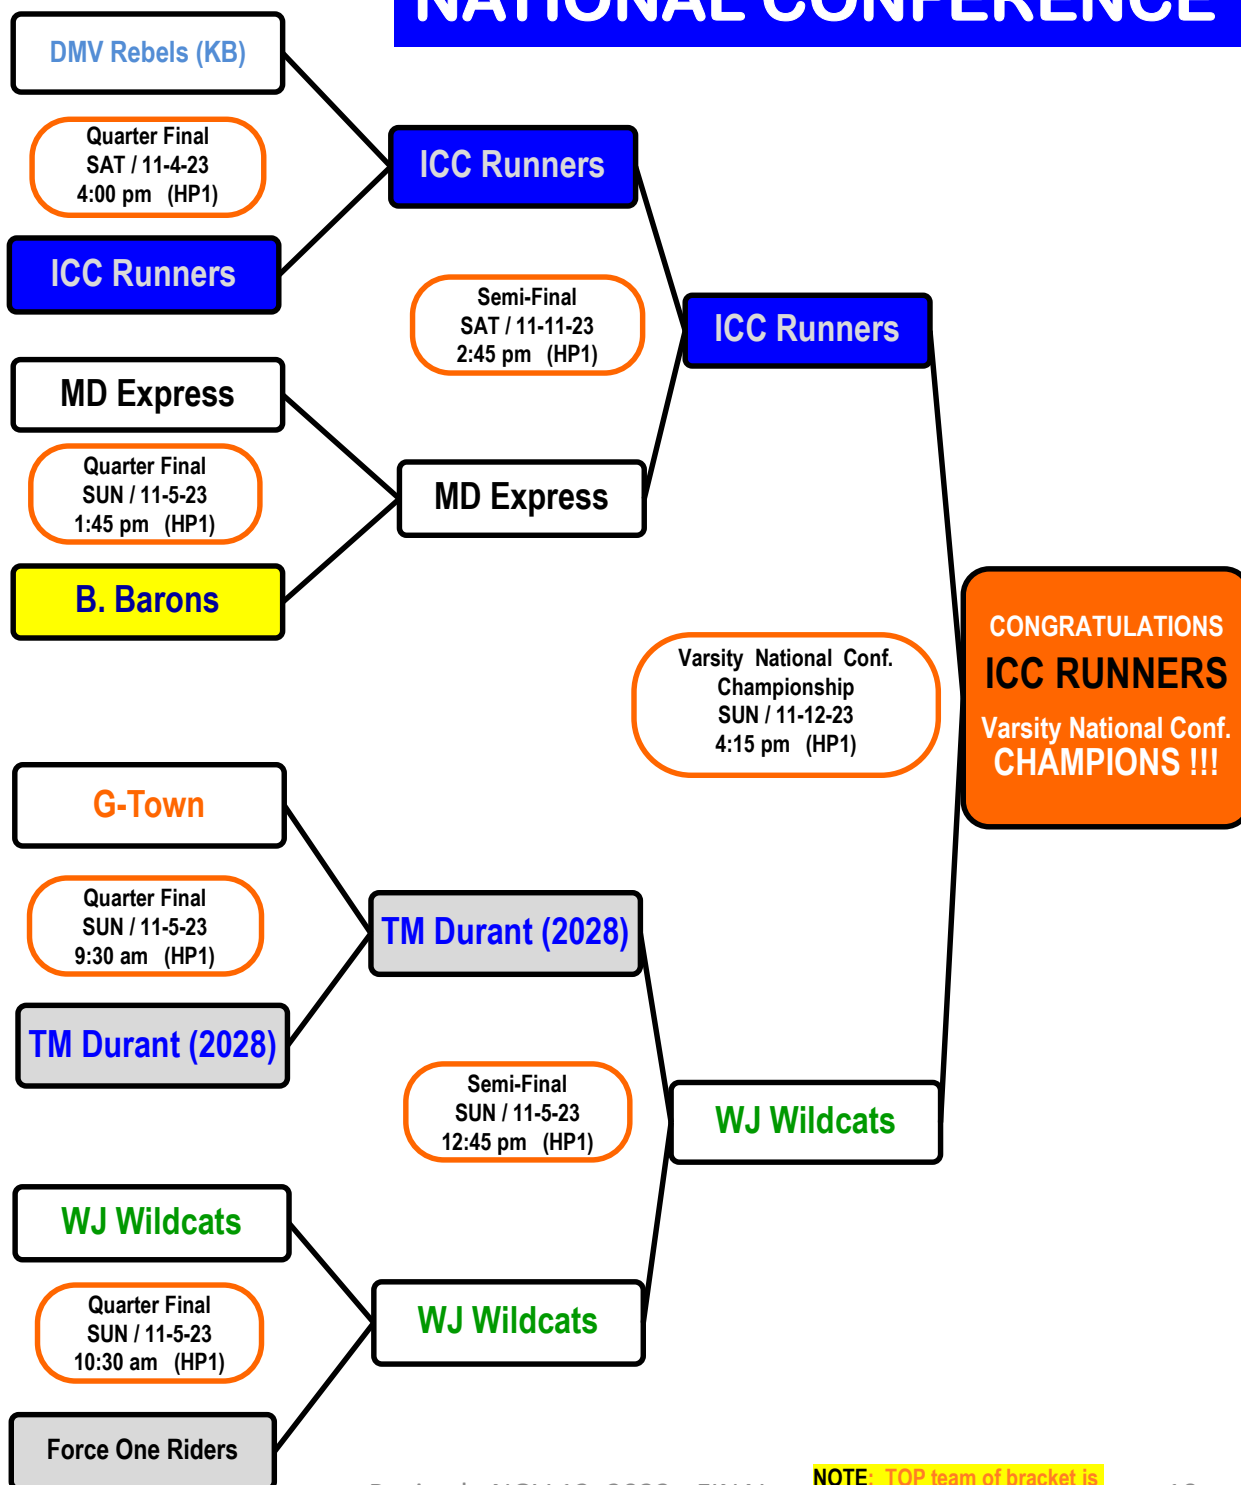 NATIONAL CONFERENCE
DMV Rebels (KB)
Quarter Final
SAT / 11-4-23
4:00 pm (HP1)
ICC Runners
ICC Runners
Semi-Final
SAT / 11-11-23
2:45 pm (HP1)
ICC Runners
MD Express
Quarter Final
SUN / 11-5-23
1:45 pm (HP1)
MD Express
B. Barons
Varsity National Conf.
Championship
SUN / 11-12-23
4:15 pm (HP1)
CONGRATULATIONS
ICC RUNNERS
Varsity National Conf.
CHAMPIONS !!!
G-Town
Quarter Final
SUN / 11-5-23
9:30 am (HP1)
TM Durant (2028)
TM Durant (2028)
Semi-Final
SUN / 11-5-23
12:45 pm (HP1)
WJ Wildcats
WJ Wildcats
Quarter Final
SUN / 11-5-23
10:30 am (HP1)
WJ Wildcats
Force One Riders
NOTE: TOP team of bracket is